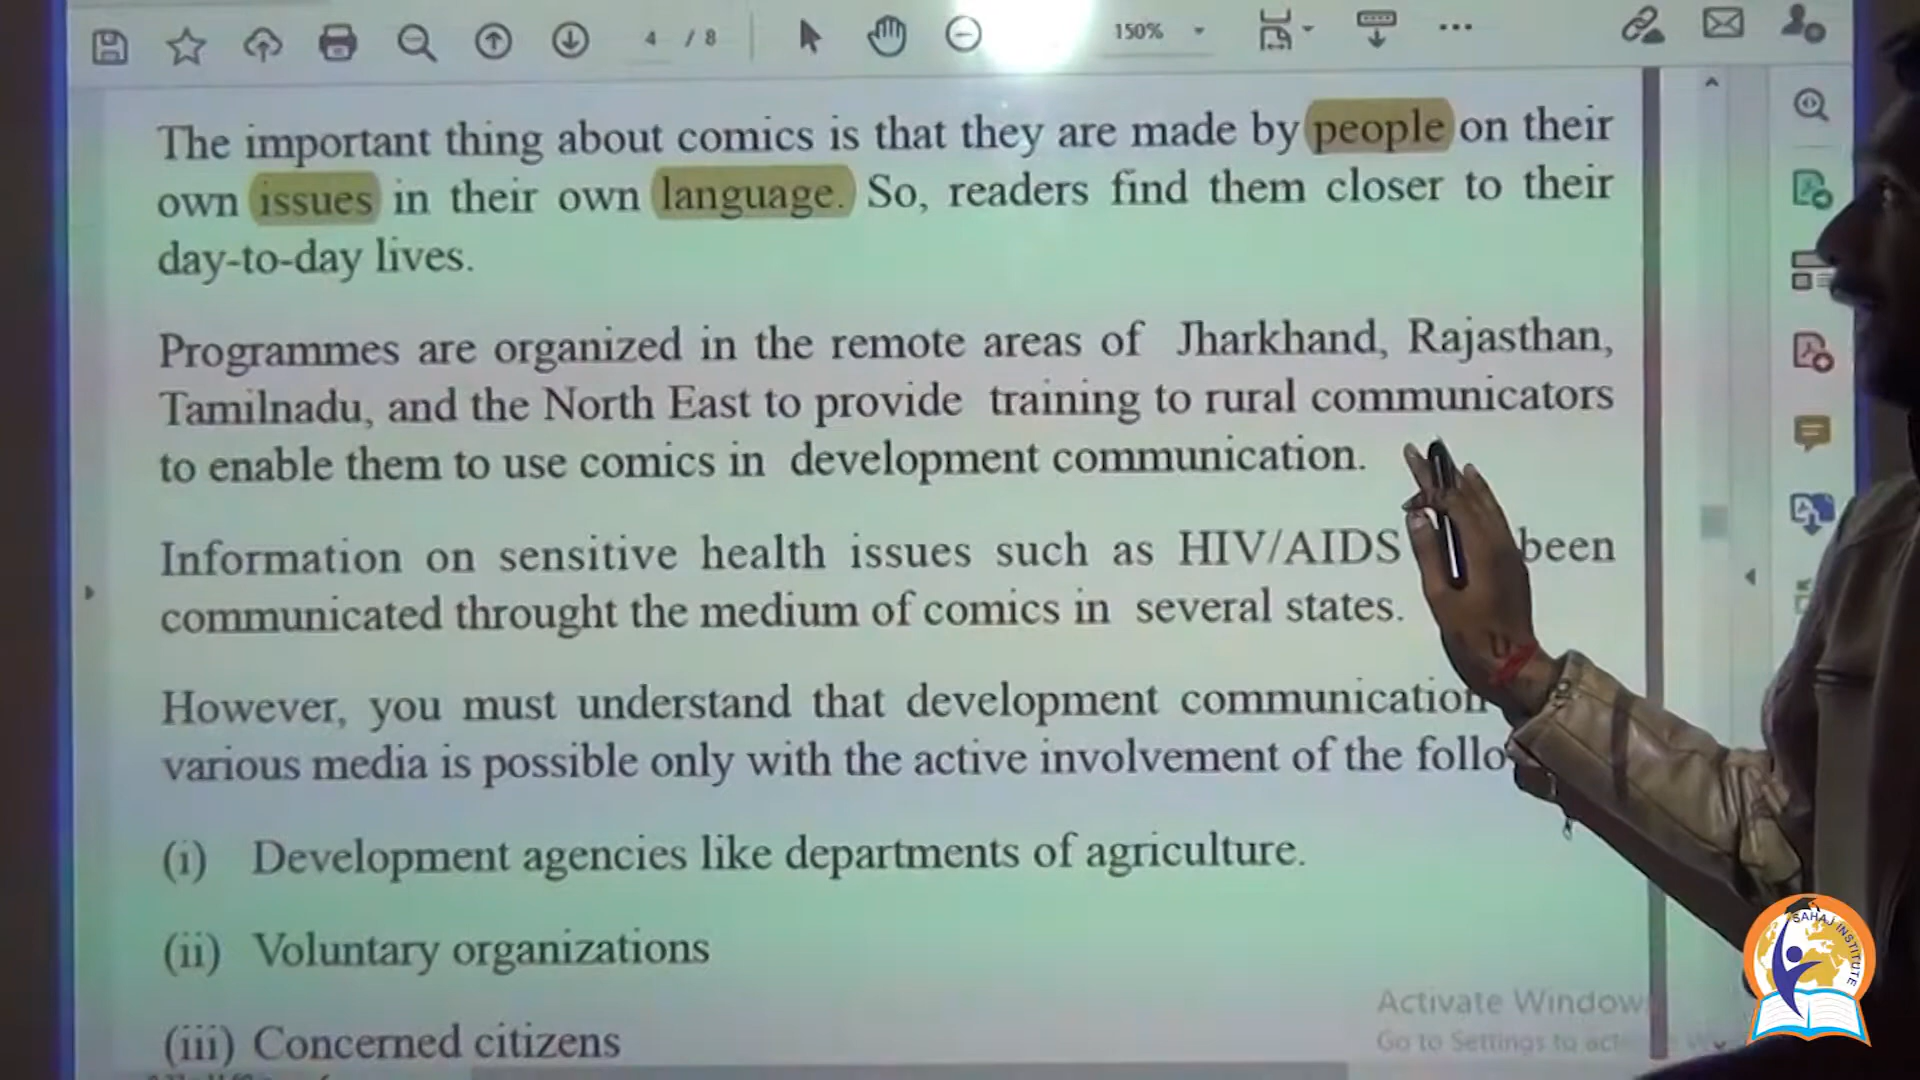 4 / 8
150%
The important thing about comics is that they are made by people on their
own issues in their own language. So, readers find them closer to their
day-to-day lives.
Programmes are organized in the remote areas of Jharkhand, Rajasthan,
Tamilnadu, and the North East to provide training to rural communicators
to enable them to use comics in development communication.
Information on sensitive health issues such as HIV/AIDS been
communicated throught the medium of comics in several states.
However, you must understand that development communication
various media is possible only with the active involvement of the
(i) Development agencies like departments of agriculture.
(ii) Voluntary organizations
(iii) Concerned citizens
Activate
Go to Settings to
SAHAJ INSTITUTE